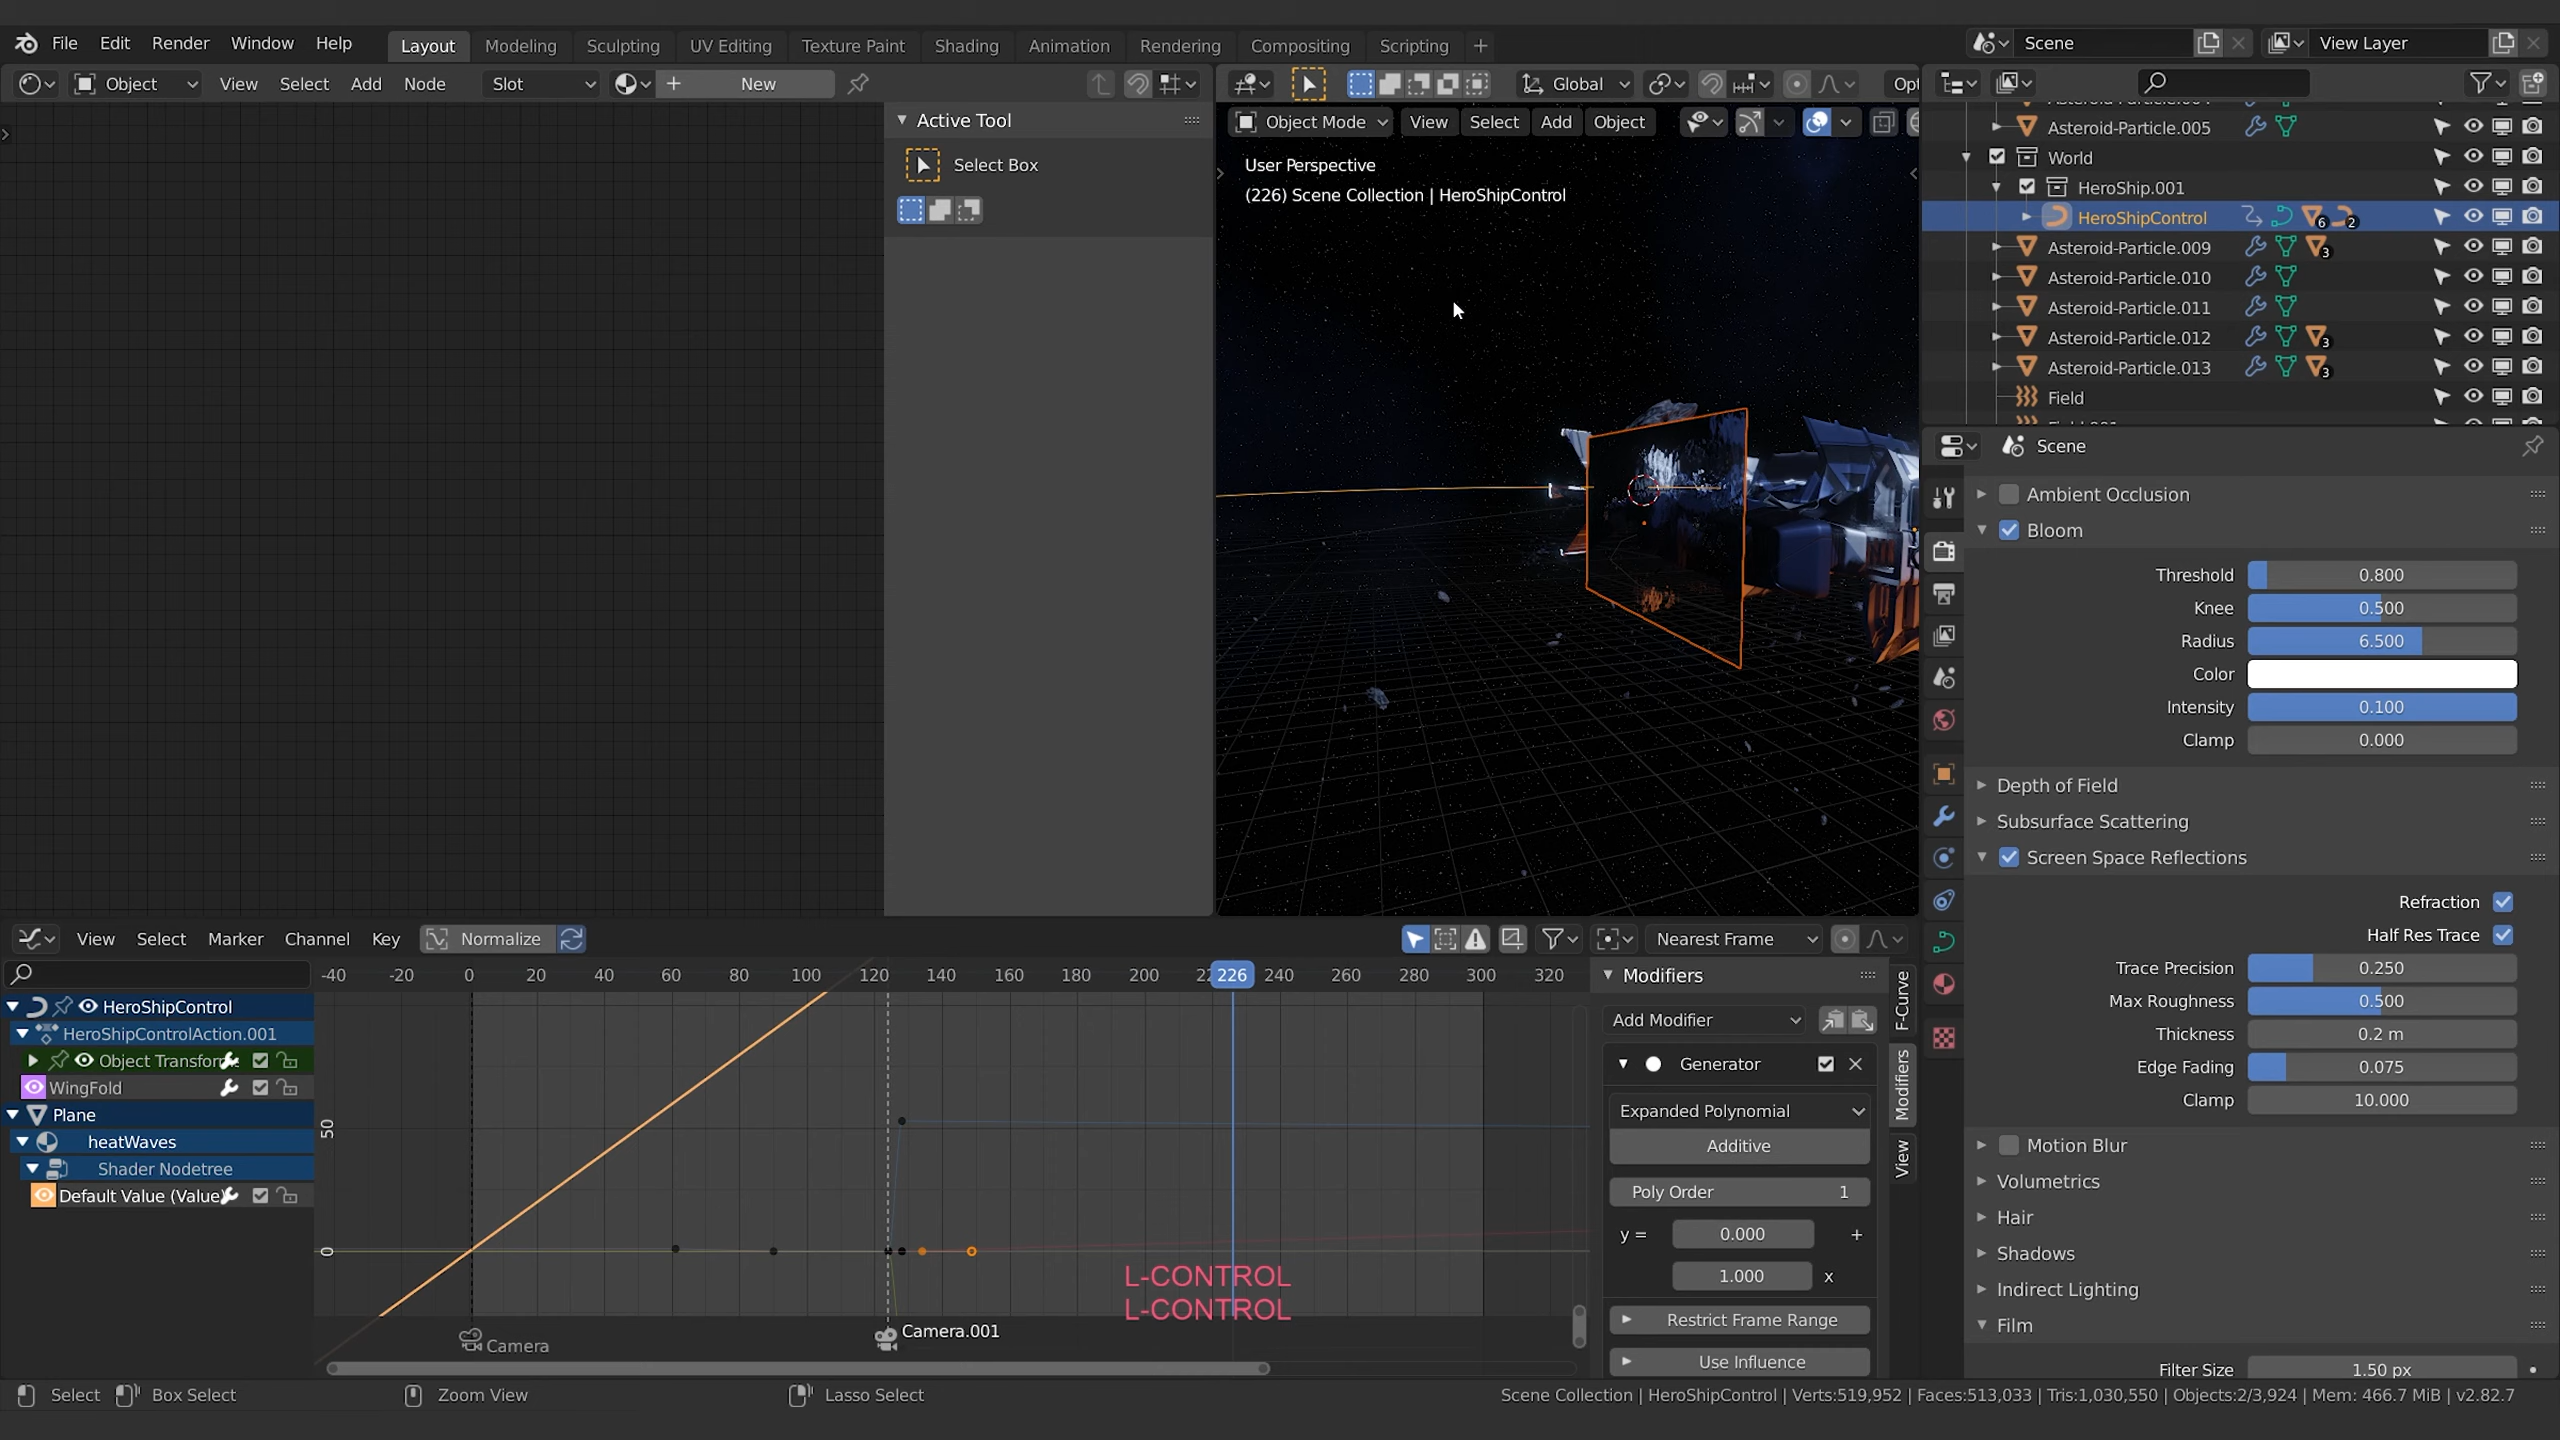 File Edit Render Window Help Layout Modeling Sculpting UV Editing Texture Paint Shading Animation Rendering Compositing Scripting + Scene View Layer
Object View Select Add Node Slot New
Global Opt
Active Tool
Select Box
Object Mode View Select Add Object
User Perspective
(226) Scene Collection | HeroShipControl
Asteroid-Particle.005
World
HeroShip.001
HeroShipControl 6 2
Asteroid-Particle.009 3
Asteroid-Particle.010
Asteroid-Particle.011
Asteroid-Particle.012 3
Asteroid-Particle.013 3
Field
Scene
Ambient Occlusion
Bloom
Threshold 0.800
Knee 0.500
Radius 6.500
Color
Intensity 0.100
Clamp 0.000
Depth of Field
Subsurface Scattering
Screen Space Reflections
Refraction
Half Res Trace
Trace Precision 0.250
Max Roughness 0.500
Thickness 0.2 m
Edge Fading 0.075
Clamp 10.000
Motion Blur
Volumetrics
Hair
Shadows
Indirect Lighting
Film
Filter Size 1.50 px
View Select Marker Channel Key Normalize Nearest Frame
-40 -20 0 20 40 60 80 100 120 140 160 180 200 226 240 260 280 300 320
HeroShipControl
HeroShipControlAction.001
Object Transform
WingFold
Plane
heatWaves
Shader Nodetree
Default Value (Value)
50
0
L-CONTROL
L-CONTROL
Camera
Camera.001
Modifiers
Add Modifier
Generator
Expanded Polynomial
Additive
Poly Order 1
y = 0.000 +
1.000 x
Restrict Frame Range
Use Influence
F-Curve
Modifiers
View
Select Box Select Zoom View Lasso Select
Scene Collection | HeroShipControl | Verts:519,952 | Faces:513,033 | Tris:1,030,550 | Objects:2/3,924 | Mem: 466.7 MiB | v2.82.7